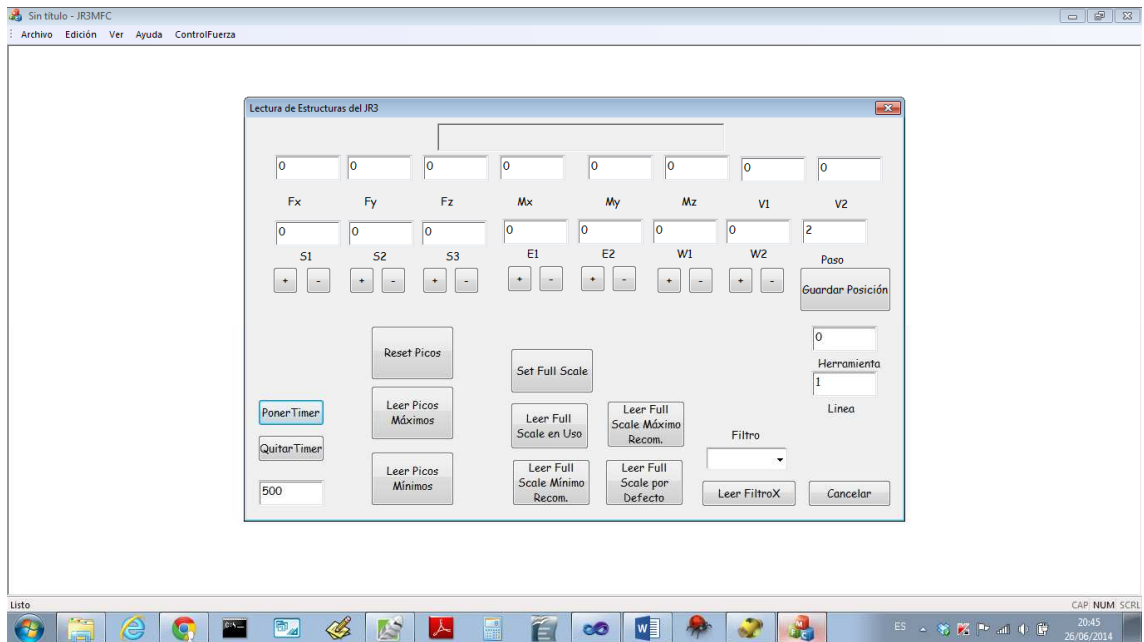 Sin título - JR3MFC
Archivo Edición Ver Ayuda ControlFuerza
Lectura de Estructuras del JR3
0 0 0 0 0 0 0 0
Fx Fy Fz Mx My Mz V1 V2
0 0 0 0 0 0 0 2
S1 S2 S3 E1 E2 W1 W2 Paso
+ - + - + - + - + - + - + -
Guardar Posición
0
Herramienta
1
Linea
Reset Picos
Set Full Scale
PonerTimer
Leer Picos
Máximos
Leer Full
Scale en Uso
Leer Full
Scale Máximo
Recom.
Filtro
QuitarTimer
500
Leer Picos
Mínimos
Leer Full
Scale Mínimo
Recom.
Leer Full
Scale por
Defecto
Leer FiltroX
Cancelar
Listo
CAP NUM SCRL
ES
20:45
26/06/2014